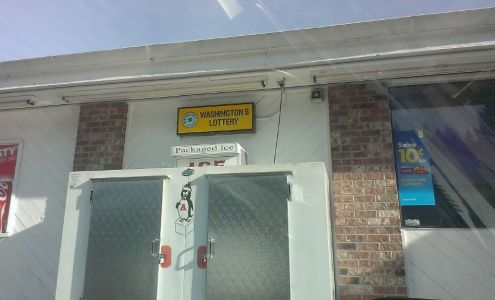 WASHINGTON'S
LOTTERY
Packaged Ice
ICE
A
Save
10¢